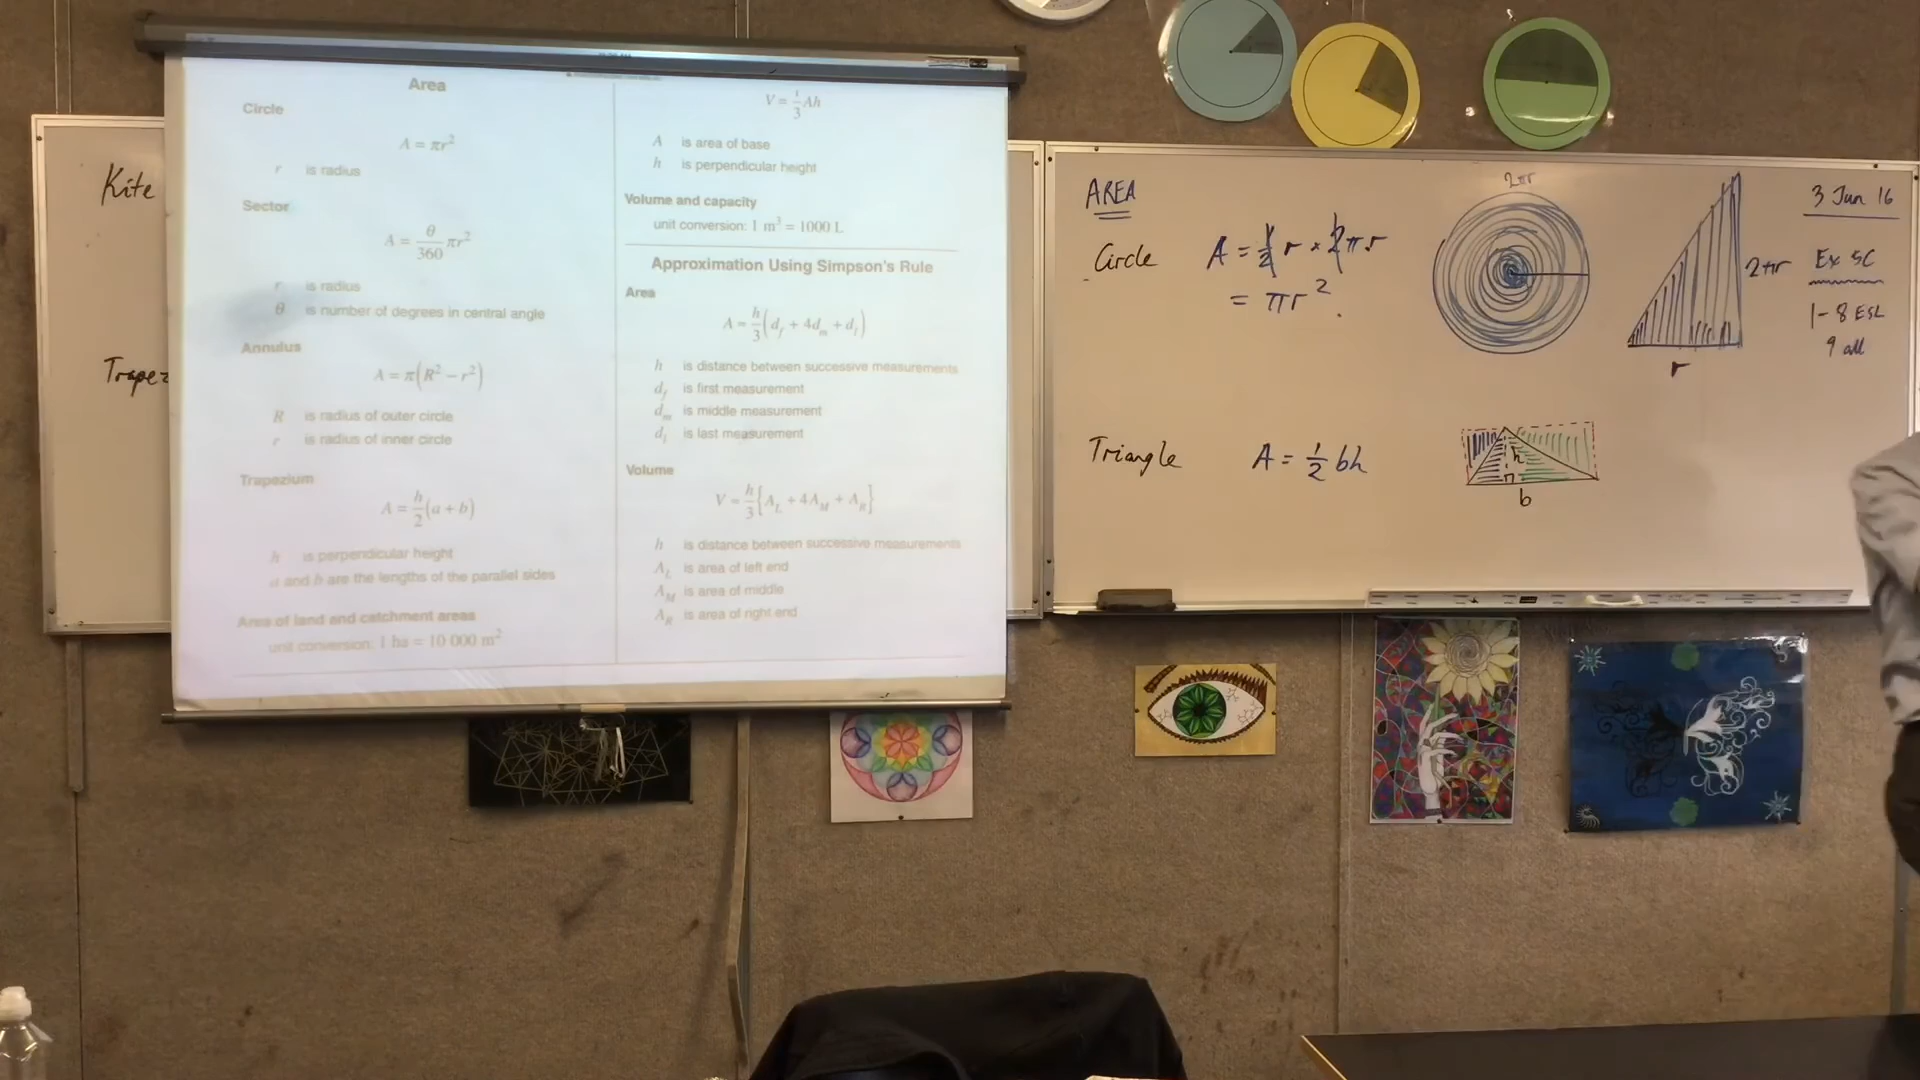 Kite
Trapez
Area
Circle
A = πr²
r is radius
Sector
A = θ/360 πr²
r is radius
θ is number of degrees in central angle
Annulus
A = π(R² − r²)
R is radius of outer circle
r is radius of inner circle
Trapezium
A = h/2 (a + b)
h is perpendicular height
a and b are the lengths of the parallel sides
Area of land and catchment areas
unit conversion: 1 ha = 10 000 m²
V = 1/3 Ah
A is area of base
h is perpendicular height
Volume and capacity
unit conversion: 1 m³ = 1000 L
Approximation Using Simpson's Rule
Area
A ≈ h/3 (d_f + 4d_m + d_l)
h is distance between successive measurements
d_f is first measurement
d_m is middle measurement
d_l is last measurement
Volume
V ≈ h/3 {A_L + 4A_M + A_R}
h is distance between successive measurements
A_L is area of left end
A_M is area of middle
A_R is area of right end
AREA
Circle A = 1/2 r × 2πr
= πr².
2πr
2πr
r
Triangle A = 1/2 bh
h
b
3 Jun 16
Ex 5C
1-8 ESL
9 all